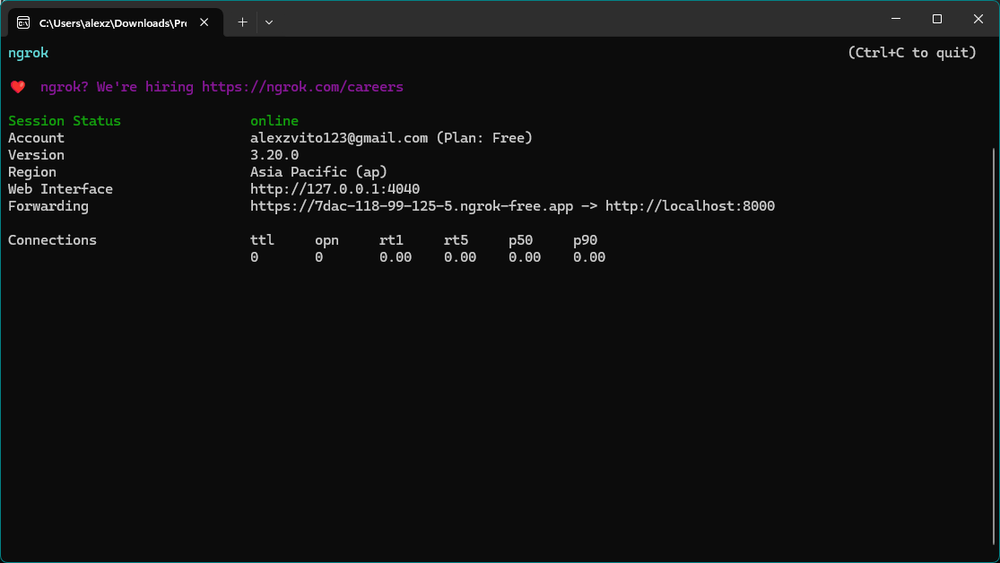 C:\Users\alexz\Downloads\Pr
ngrok (Ctrl+C to quit)
❤️ ngrok? We're hiring https://ngrok.com/careers
Session Status online
Account alexzvito123@gmail.com (Plan: Free)
Version 3.20.0
Region Asia Pacific (ap)
Web Interface http://127.0.0.1:4040
Forwarding https://7dac-118-99-125-5.ngrok-free.app -> http://localhost:8000
Connections ttl opn rt1 rt5 p50 p90
0 0 0.00 0.00 0.00 0.00